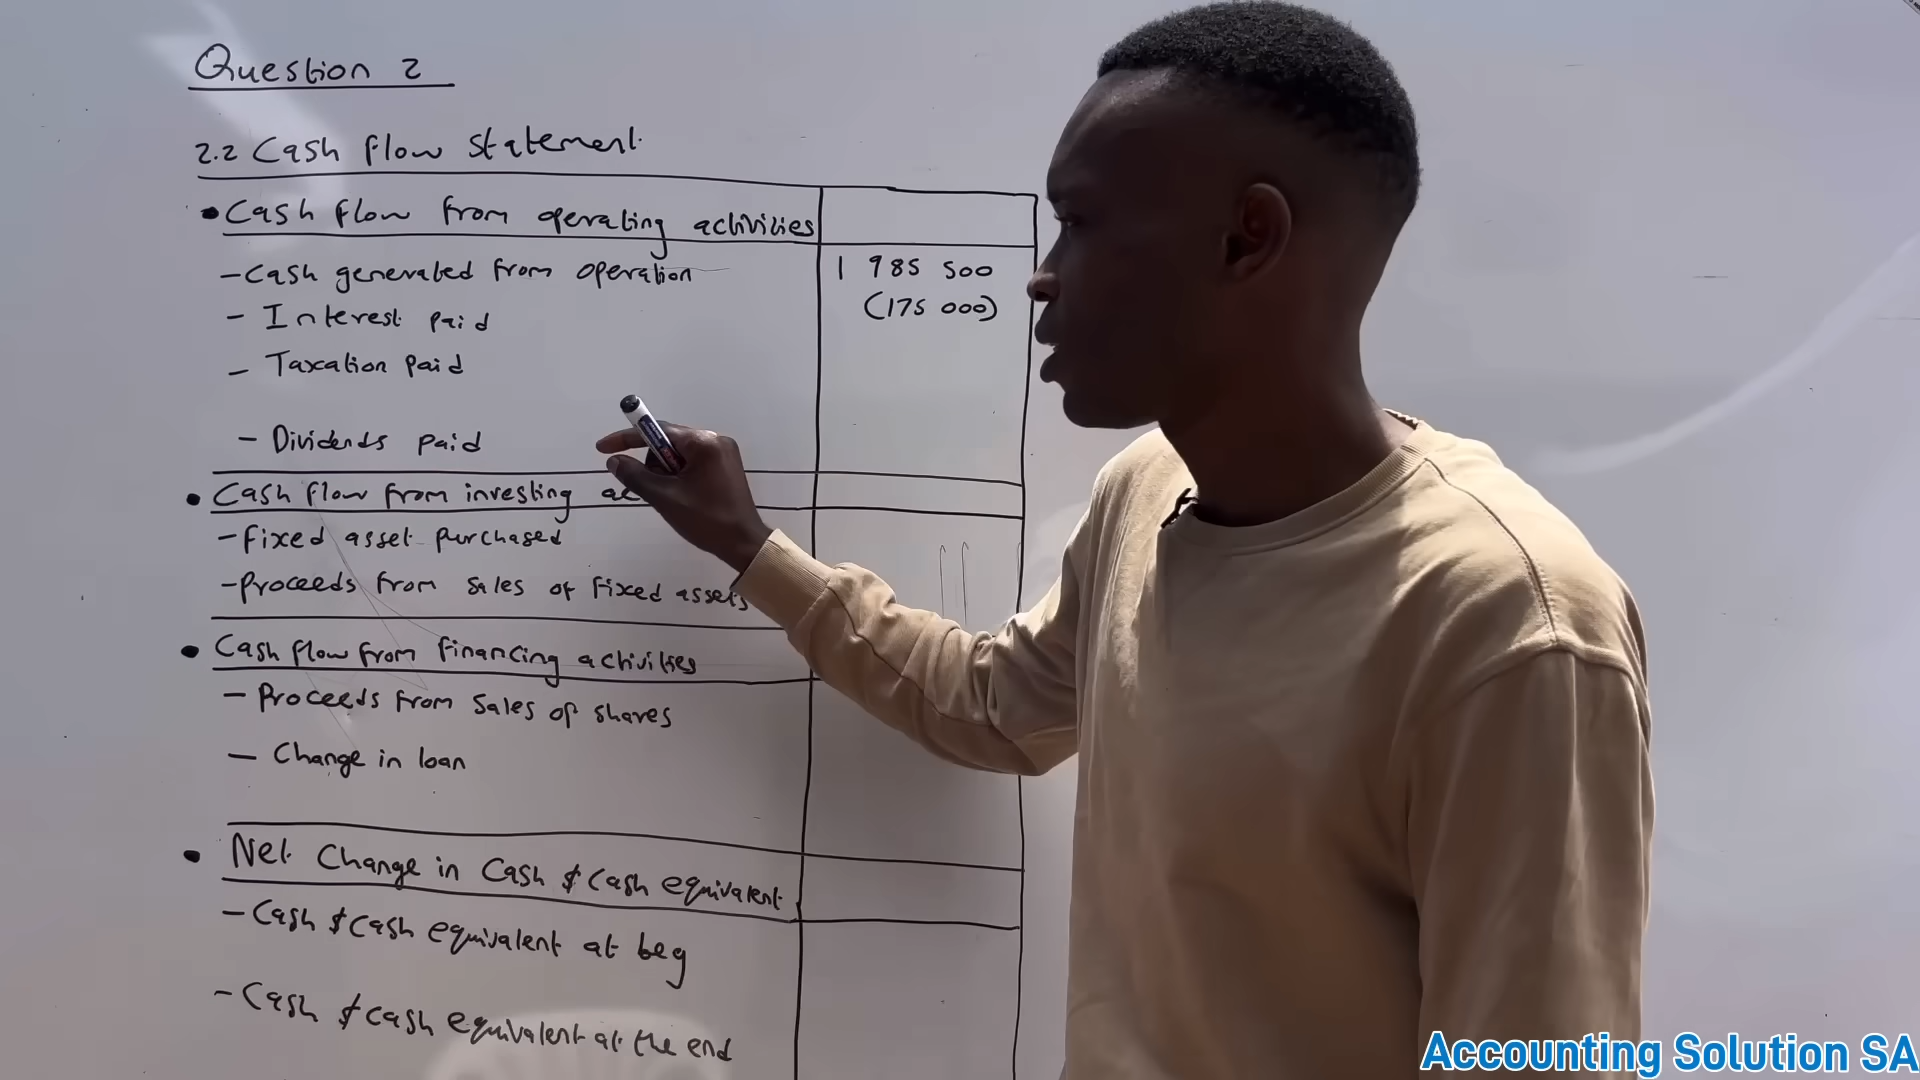 Question 2
2.2 Cash flow statement
• Cash flow from operating activities
- Cash generated from operation 1 985 500
- Interest paid (175 000)
- Taxation paid
- Dividends paid
• Cash flow from investing ac
- Fixed asset purchased
- Proceeds from sales of fixed assets
• Cash flow from financing activities
- Proceeds from sales of shares
- Change in loan
• Net Change in Cash & Cash equivalent
- Cash & Cash equivalent at beg
- Cash & Cash equivalent at the end
Accounting Solution SA